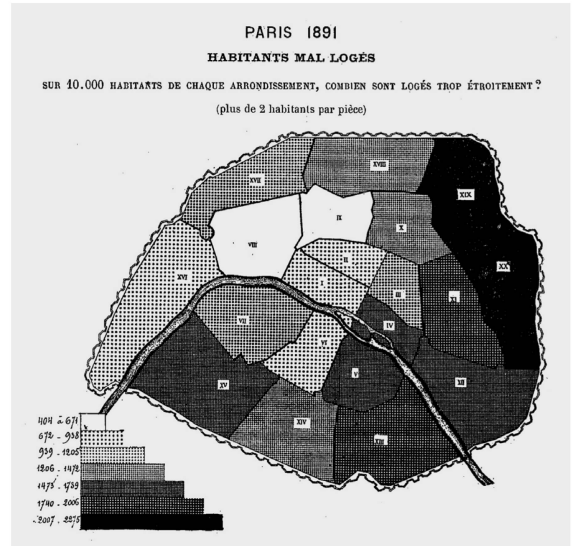 PARIS 1891
HABITANTS MAL LOGÉS
SUR 10.000 HABITANTS DE CHAQUE ARRONDISSEMENT, COMBIEN SONT LOGÉS TROP ÉTROITEMENT?
(plus de 2 habitants par pièce)
XVIII
XVII
XIX
IX
X
VIII
II
XX
XVI
I
III
XI
VII
IV
VI
V
XV
XII
XIV
XIII
404 à 671
672 - 938
939 - 1205
1206 - 1472
1473 - 1739
1740 - 2006
2007 - 2275